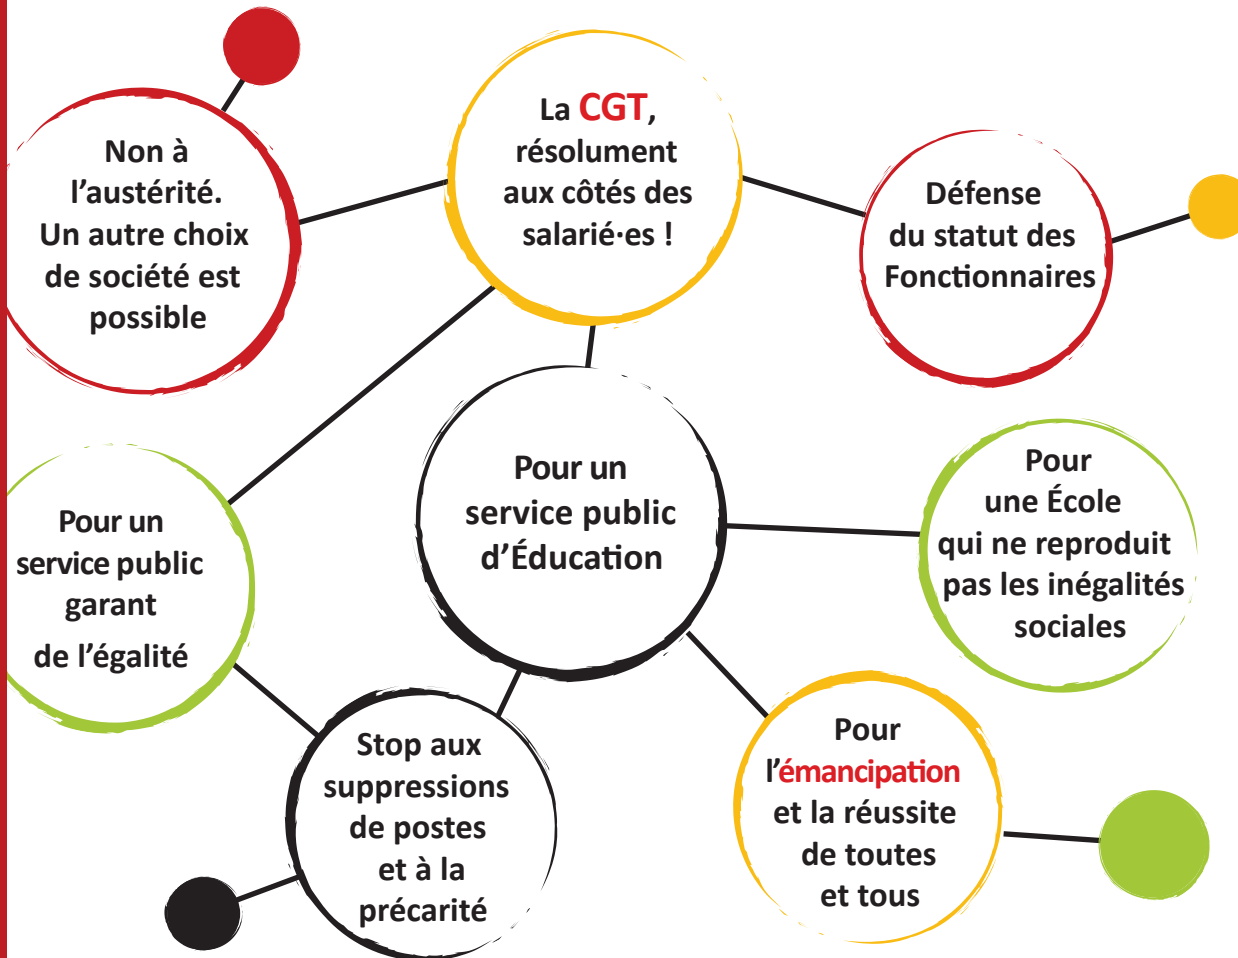 Non à
l'austérité.
Un autre choix
de société est
possible
La CGT,
résolument
aux côtés des
salarié·es !
Défense
du statut des
Fonctionnaires
Pour un
service public
garant
de l'égalité
Pour un
service public
d'Éducation
Pour
une École
qui ne reproduit
pas les inégalités
sociales
Stop aux
suppressions
de postes
et à la
précarité
Pour
l'émancipation
et la réussite
de toutes
et tous